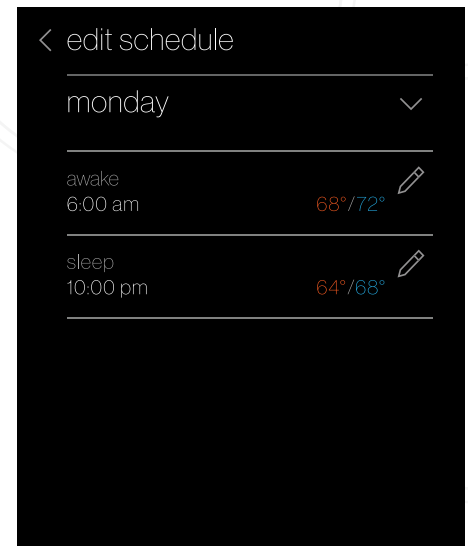 edit schedule
monday
awake
6:00 am 68°/72°
sleep
10:00 pm 64°/68°